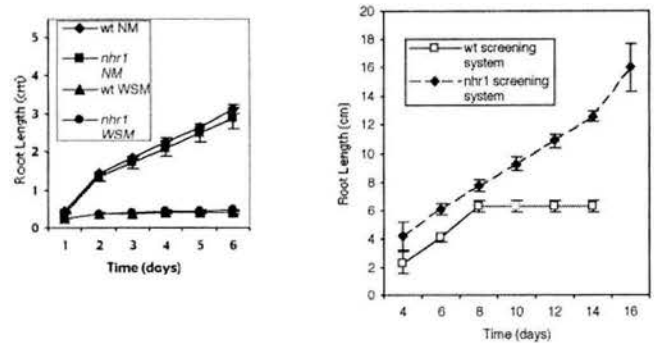 wt NM
nhr1
NM
wt WSM
nhr1
WSM
Root Length (cm)
5
4
3
2
1
0
1 2 3 4 5 6
Time (days)
wt screening
system
nhr1 screening
system
Root Length (cm)
20
18
16
14
12
10
8
6
4
2
0
4 6 8 10 12 14 16
Time (days)